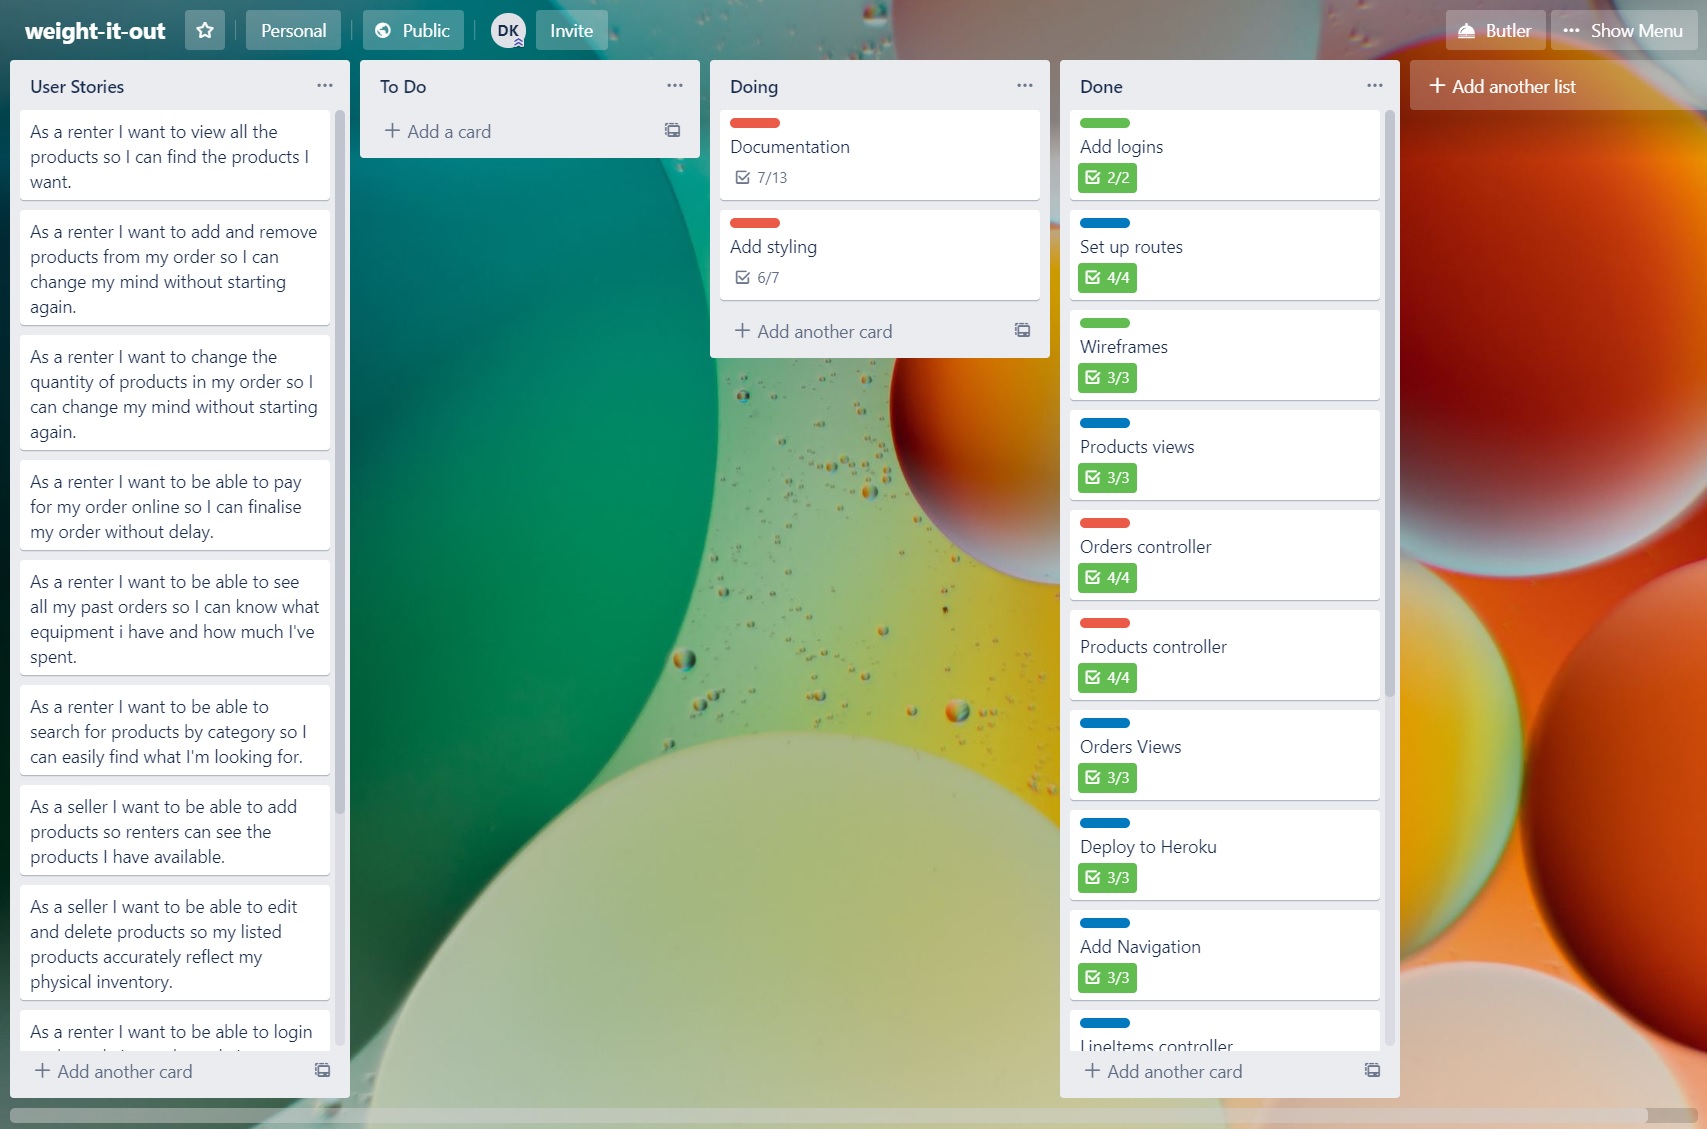 weight-it-out
Personal
Public
DK
Invite
Butler
Show Menu
User Stories
As a renter I want to view all the
products so I can find the products I
want.
As a renter I want to add and remove
products from my order so I can
change my mind without starting
again.
As a renter I want to change the
quantity of products in my order so I
can change my mind without starting
again.
As a renter I want to be able to pay
for my order online so I can finalise
my order without delay.
As a renter I want to be able to see
all my past orders so I can know what
equipment i have and how much I've
spent.
As a renter I want to be able to
search for products by category so I
can easily find what I'm looking for.
As a seller I want to be able to add
products so renters can see the
products I have available.
As a seller I want to be able to edit
and delete products so my listed
products accurately reflect my
physical inventory.
As a renter I want to be able to login
Add another card
To Do
Add a card
Doing
Documentation
7/13
Add styling
6/7
Add another card
Done
Add logins
2/2
Set up routes
4/4
Wireframes
3/3
Products views
3/3
Orders controller
4/4
Products controller
4/4
Orders Views
3/3
Deploy to Heroku
3/3
Add Navigation
3/3
LineItems controller
Add another card
Add another list